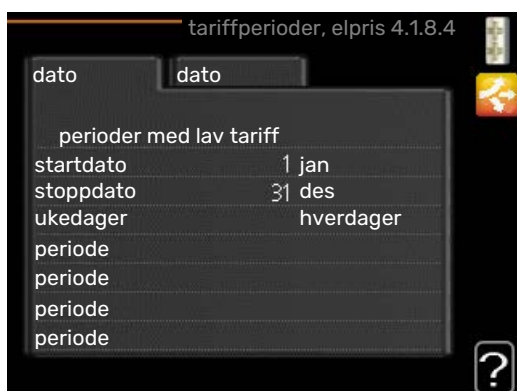 tariffperioder, elpris 4.1.8.4
dato dato
perioder med lav tariff
startdato 1 jan
stoppdato 31 des
ukedager hverdager
periode
periode
periode
periode
?